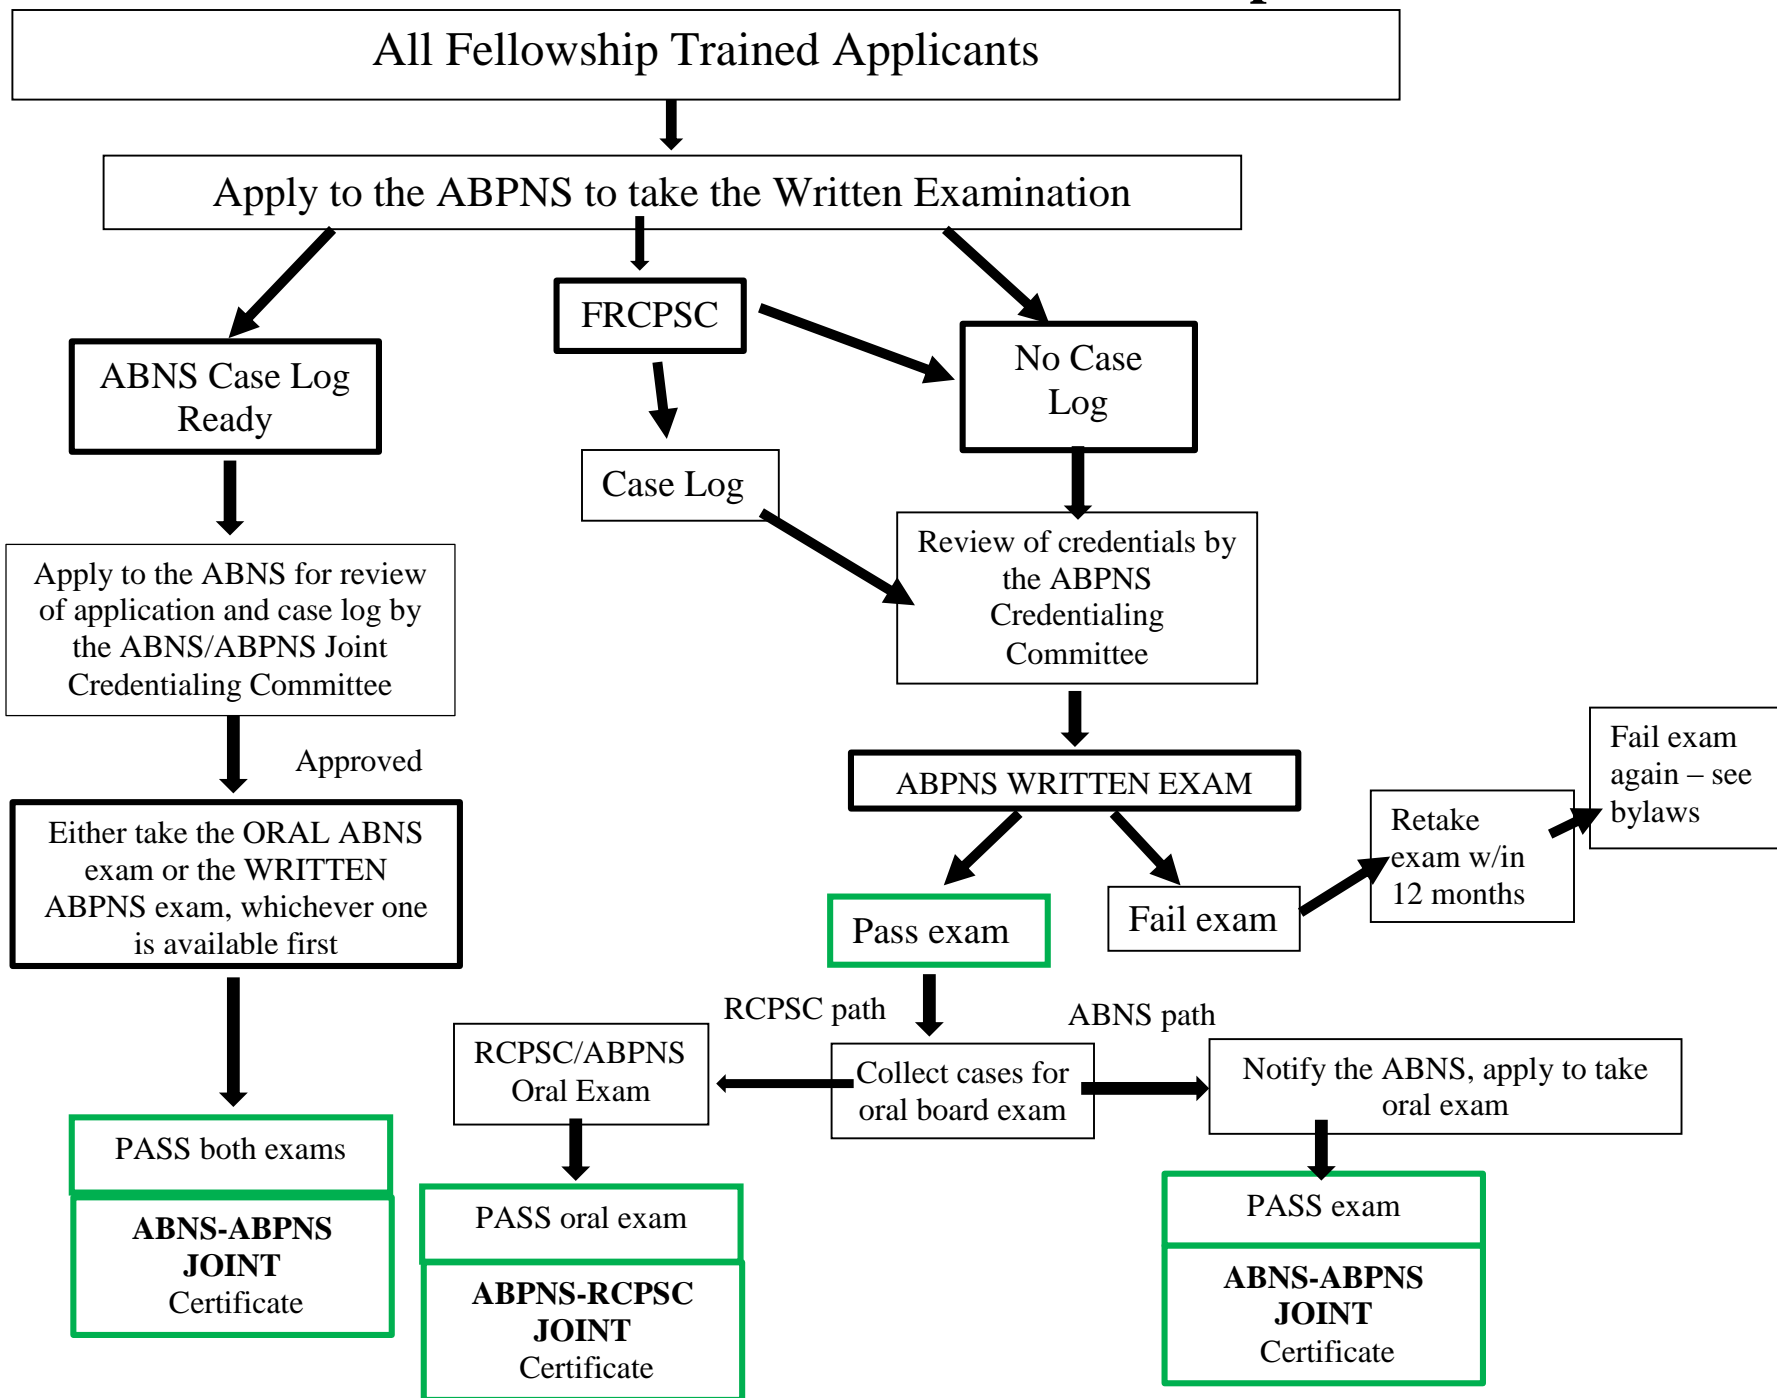 All Fellowship Trained Applicants
Apply to the ABPNS to take the Written Examination
FRCPSC
ABNS Case Log
Ready
No Case
Log
Case Log
Apply to the ABNS for review
of application and case log by
the ABNS/ABPNS Joint
Credentialing Committee
Review of credentials by
the ABPNS
Credentialing
Committee
Approved
ABPNS WRITTEN EXAM
Fail exam
again – see
bylaws
Retake
exam w/in
12 months
Either take the ORAL ABNS
exam or the WRITTEN
ABPNS exam, whichever one
is available first
Pass exam
Fail exam
RCPSC path
ABNS path
RCPSC/ABPNS
Oral Exam
Collect cases for
oral board exam
Notify the ABNS, apply to take
oral exam
PASS both exams
ABNS-ABPNS
JOINT
Certificate
PASS oral exam
ABPNS-RCPSC
JOINT
Certificate
PASS exam
ABNS-ABPNS
JOINT
Certificate